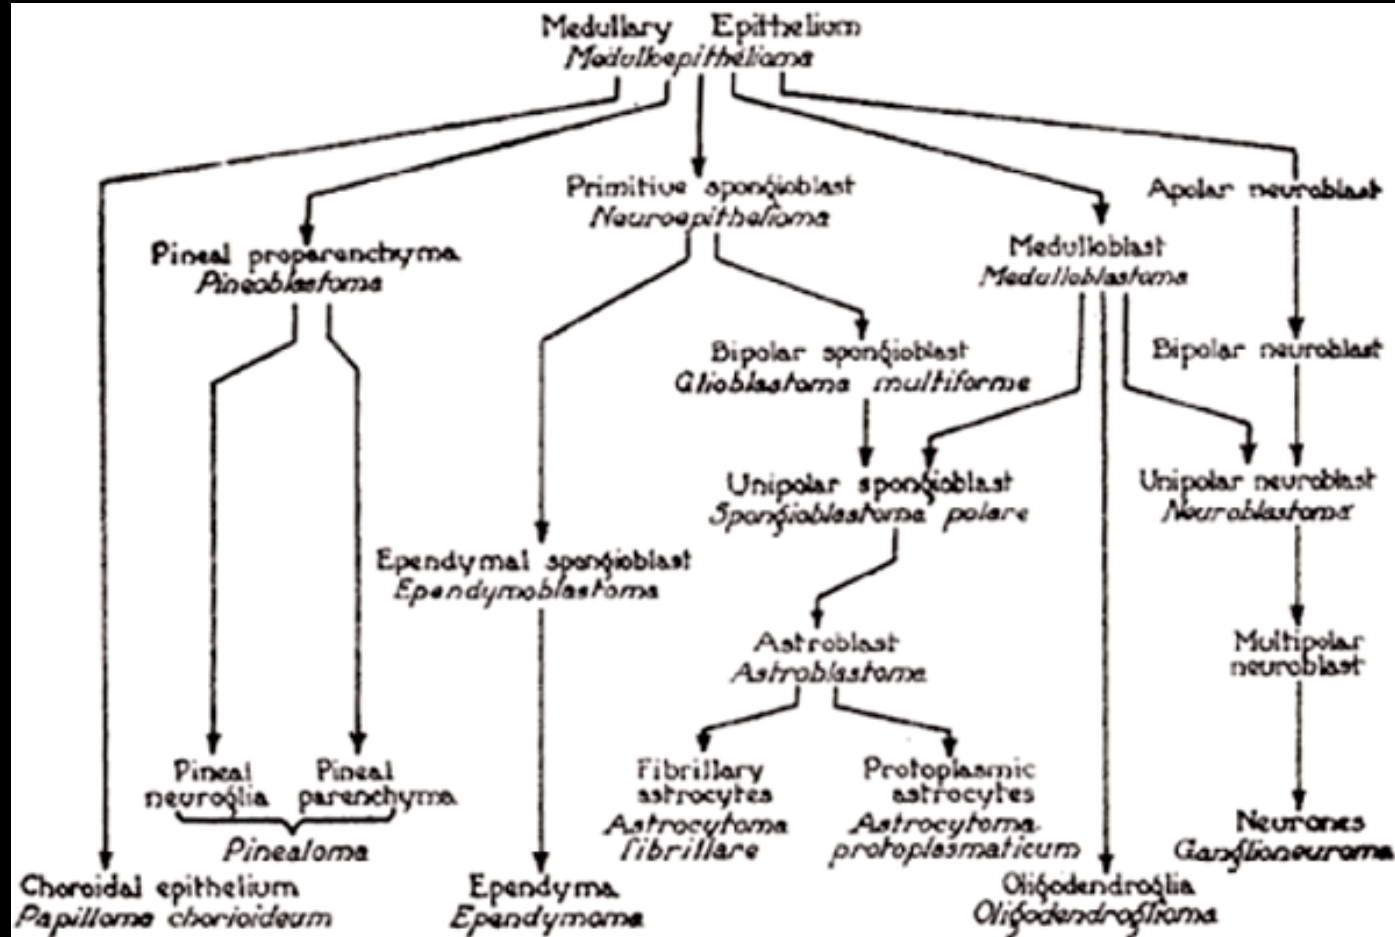 Medullary Epithelium
Medulloepithelioma
Primitive spongioblast
Neuroepithelioma
Apolar neuroblast
Pineal proparenchyma
Pineoblastoma
Medulloblast
Medulloblastoma
Bipolar spongioblast
Glioblastoma multiforme
Bipolar neuroblast
Unipolar spongioblast
Spongioblastoma polare
Unipolar neuroblast
Neuroblastoma
Ependymal spongioblast
Ependymoblastoma
Astroblast
Astroblastoma
Multipolar
neuroblast
Pineal
neuroglia
Pineal
parenchyma
Pinealoma
Fibrillary
astrocytes
Astrocytoma
fibrillare
Protoplasmic
astrocytes
Astrocytoma
protoplasmaticum
Neurones
Ganglioneuroma
Choroidal epithelium
Papilloma chorioideum
Ependyma
Ependymoma
Oligodendroglia
Oligodendroglioma